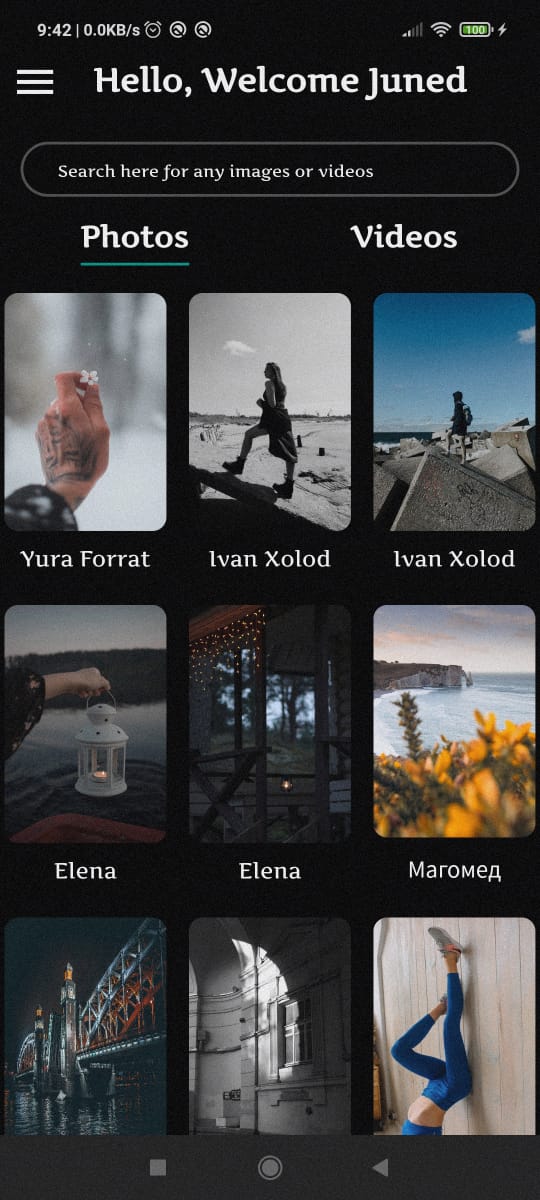 9:42 | 0.0KB/s
100
Hello, Welcome Juned
Search here for any images or videos
Photos
Videos
Yura Forrat
Ivan Xolod
Ivan Xolod
Elena
Elena
Магомед